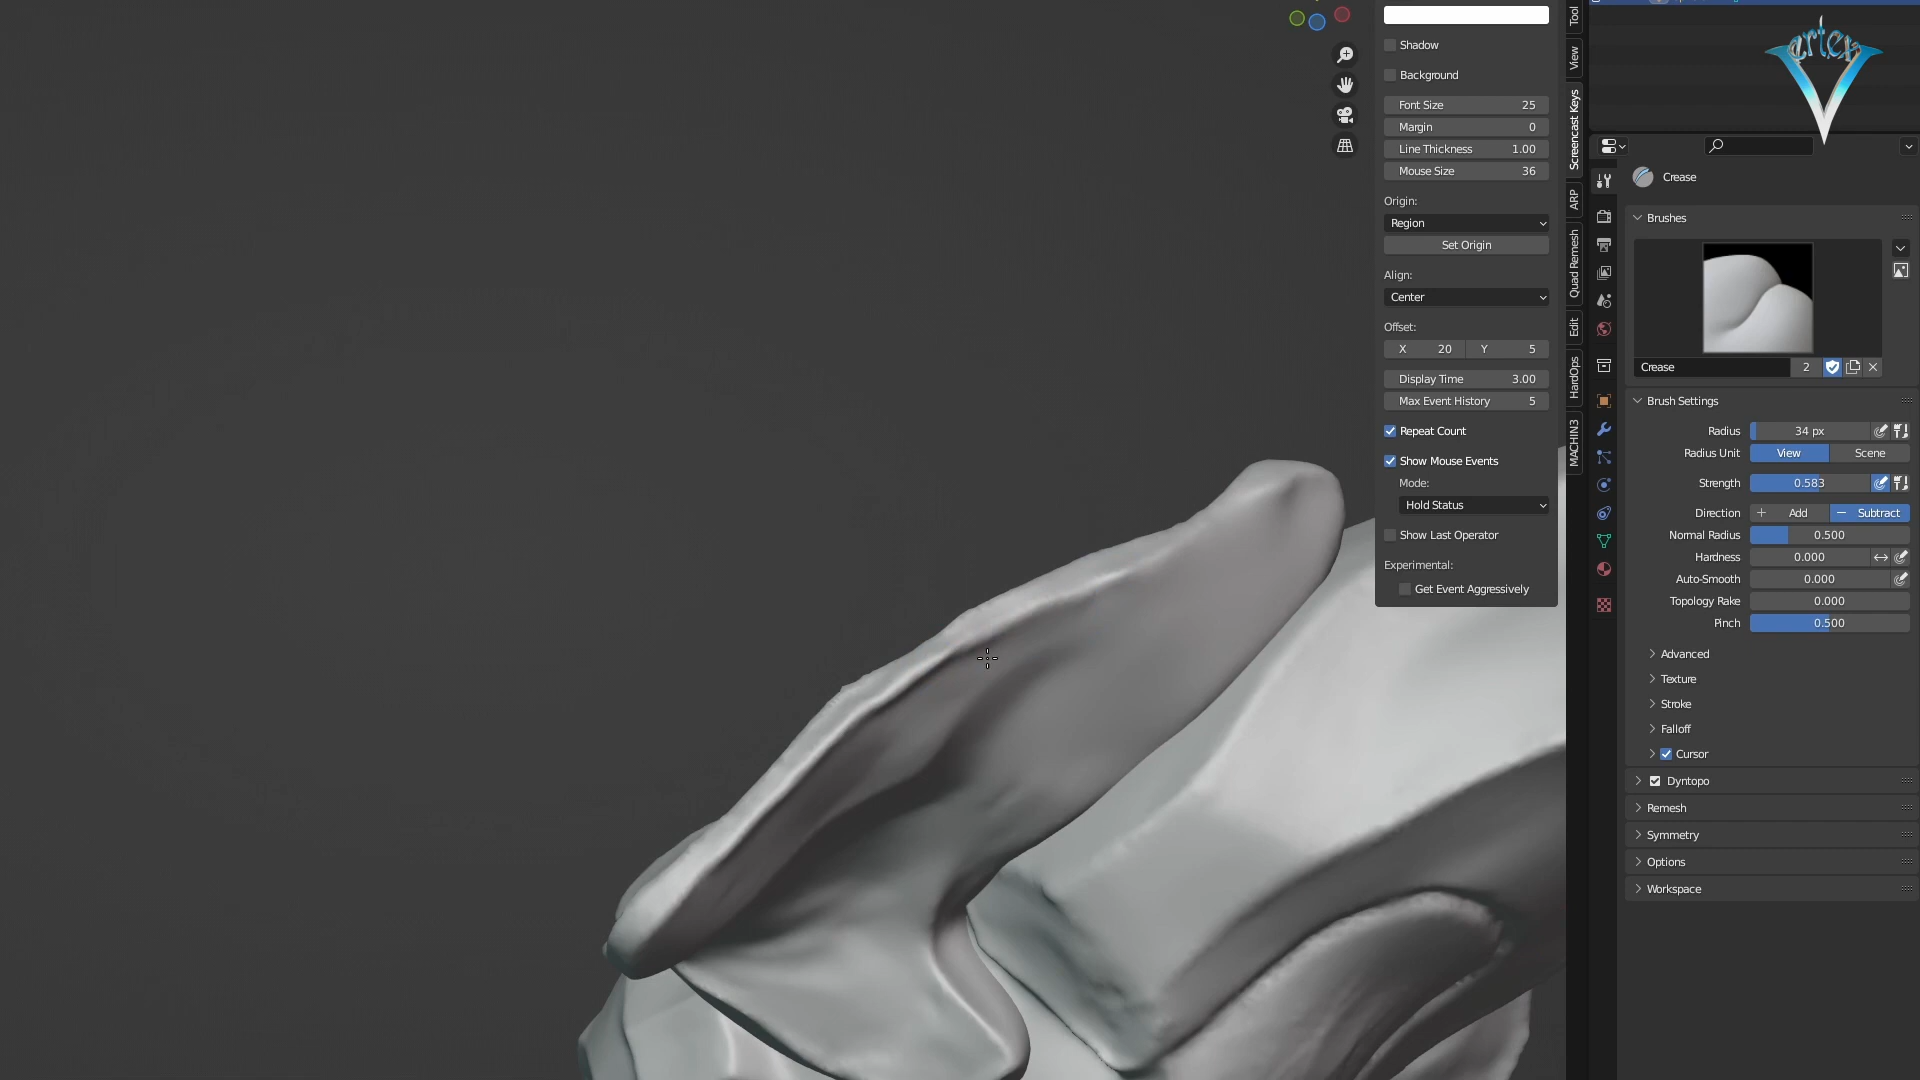 Shadow
Background
Font Size 25
Margin 0
Line Thickness 1.00
Mouse Size 36
Origin:
Region
Set Origin
Align:
Center
Offset:
X 20 Y 5
Display Time 3.00
Max Event History 5
Repeat Count
Show Mouse Events
Mode:
Hold Status
Show Last Operator
Experimental:
Get Event Aggressively
Tool
View
Screencast Keys
ARP
Quad Remesh
Edit
HardOps
MACHIN3
Vartex
Crease
Brushes
Crease 2
Brush Settings
Radius 34 px
Radius Unit View Scene
Strength 0.583
Direction + Add − Subtract
Normal Radius 0.500
Hardness 0.000
Auto-Smooth 0.000
Topology Rake 0.000
Pinch 0.500
Advanced
Texture
Stroke
Falloff
Cursor
Dyntopo
Remesh
Symmetry
Options
Workspace